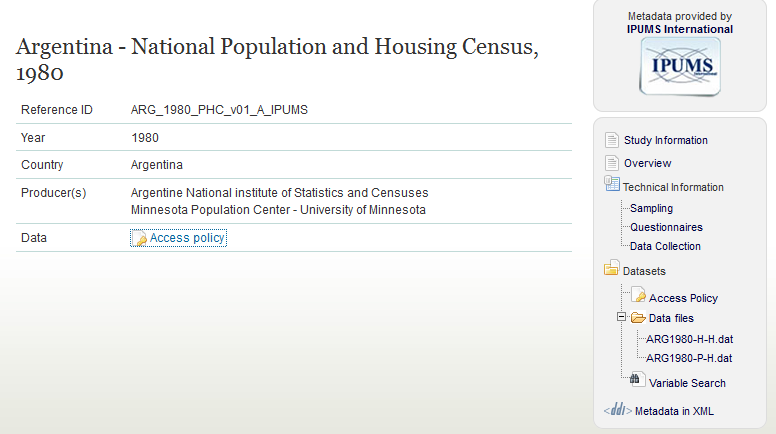 Argentina - National Population and Housing Census,
1980
Reference ID ARG_1980_PHC_v01_A_IPUMS
Year 1980
Country Argentina
Producer(s) Argentine National institute of Statistics and Censuses
Minnesota Population Center - University of Minnesota
Data Access policy
Metadata provided by
IPUMS International
IPUMS
International
Study Information
Overview
Technical Information
Sampling
Questionnaires
Data Collection
Datasets
Access Policy
Data files
ARG1980-H-H.dat
ARG1980-P-H.dat
Variable Search
<ddi> Metadata in XML